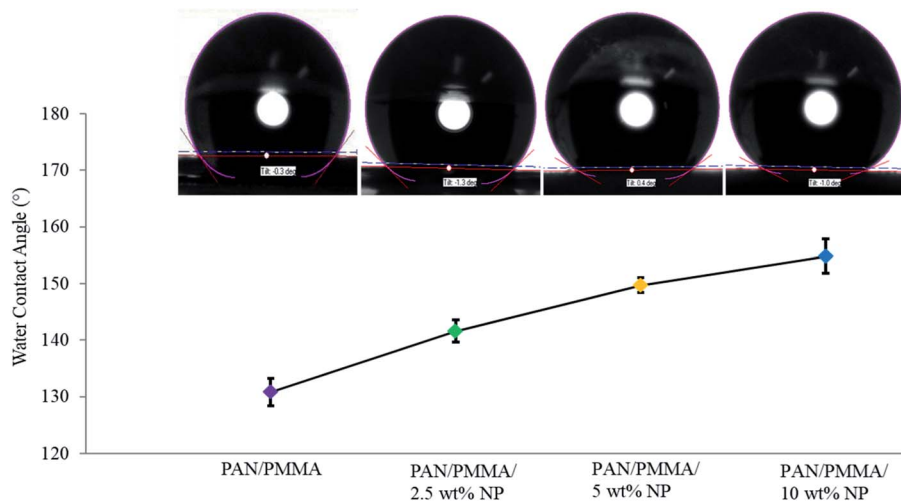 Tilt: -0.3 deg
Tilt: -1.3 deg
Tilt: 0.4 deg
Tilt: -1.0 deg
Water Contact Angle (°)
180
170
160
150
140
130
120
PAN/PMMA
PAN/PMMA/
2.5 wt% NP
PAN/PMMA/
5 wt% NP
PAN/PMMA/
10 wt% NP